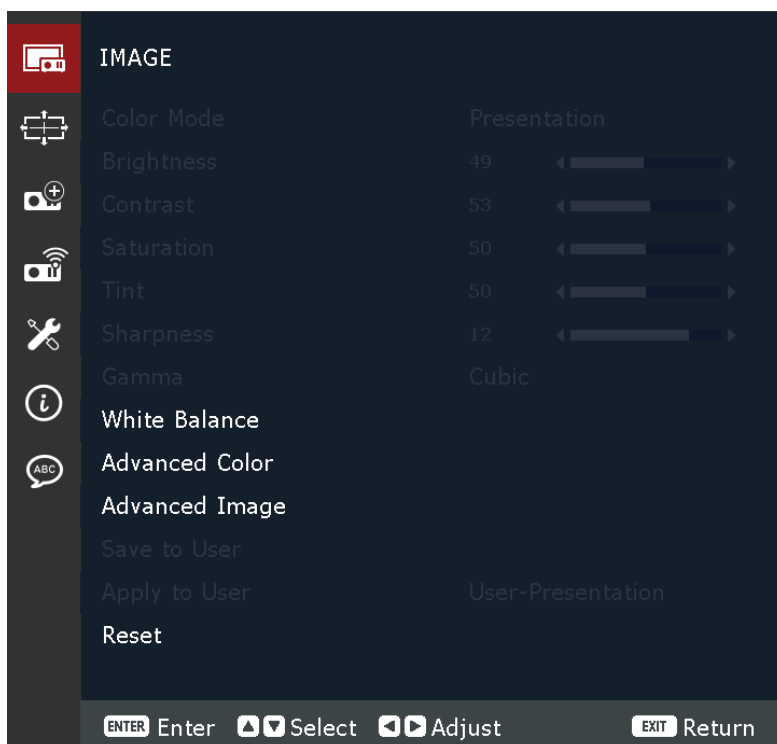 IMAGE
Color Mode Presentation
Brightness 49
Contrast 53
Saturation 50
Tint 50
Sharpness 12
Gamma Cubic
White Balance
Advanced Color
ABC
Advanced Image
Save to User
Apply to User User-Presentation
Reset
ENTER Enter Select Adjust EXIT Return